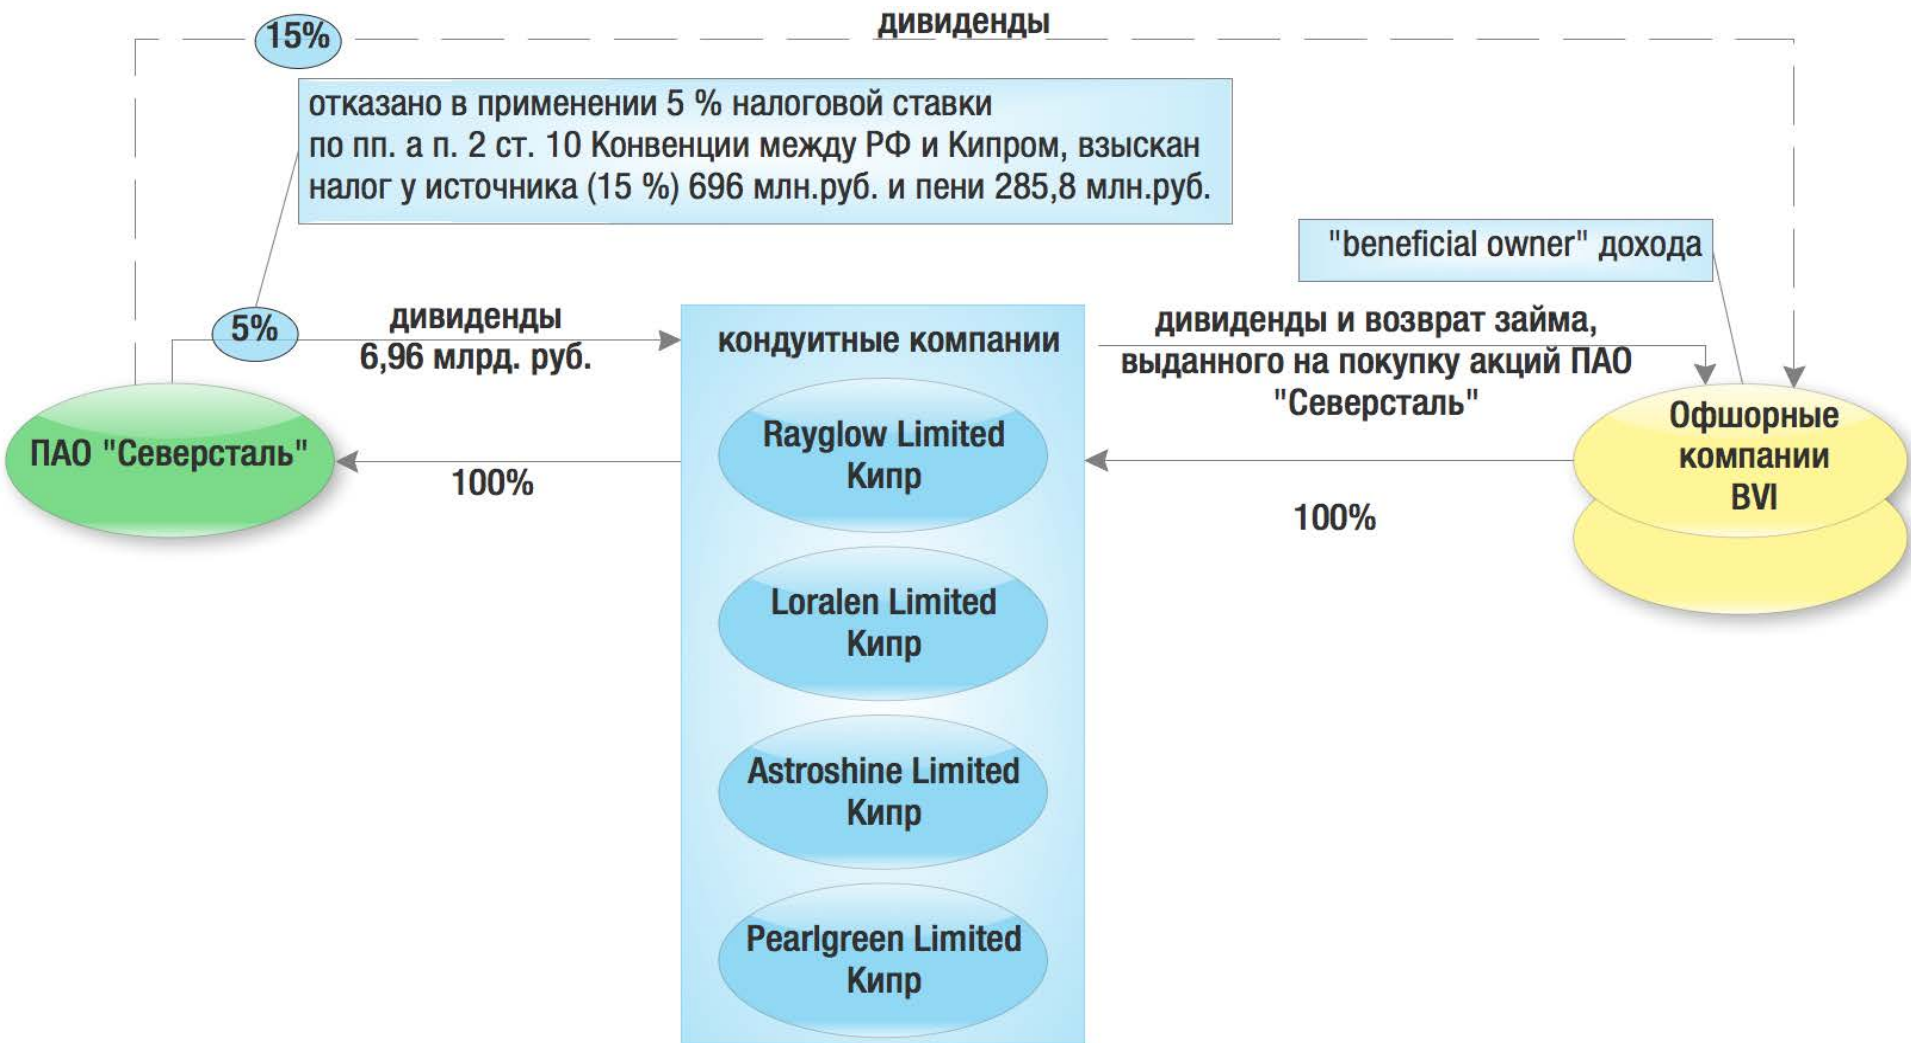 дивиденды
15%
отказано в применении 5 % налоговой ставки
по пп. а п. 2 ст. 10 Конвенции между РФ и Кипром, взыскан
налог у источника (15 %) 696 млн.руб. и пени 285,8 млн.руб.
"beneficial owner" дохода
5%
дивиденды
6,96 млрд. руб.
кондуитные компании
дивиденды и возврат займа,
выданного на покупку акций ПАО
"Северсталь"
ПАО "Северсталь"
100%
Rayglow Limited
Кипр
100%
Офшорные
компании
BVI
Loralen Limited
Кипр
Astroshine Limited
Кипр
Pearlgreen Limited
Кипр